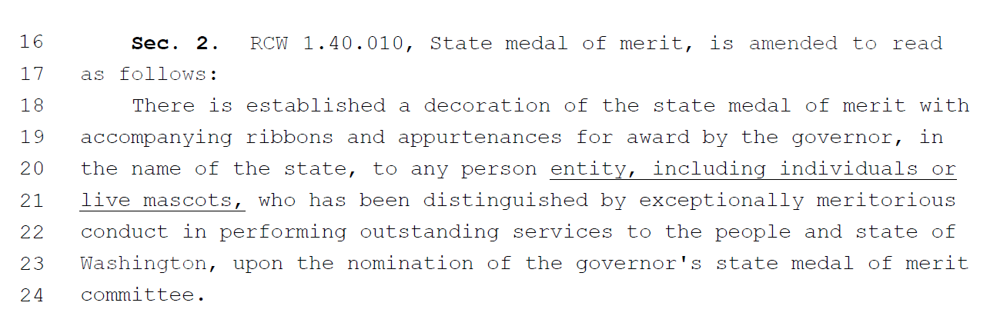 16 Sec. 2. RCW 1.40.010, State medal of merit, is amended to read
17 as follows:
18 There is established a decoration of the state medal of merit with
19 accompanying ribbons and appurtenances for award by the governor, in
20 the name of the state, to any person entity, including individuals or
21 live mascots, who has been distinguished by exceptionally meritorious
22 conduct in performing outstanding services to the people and state of
23 Washington, upon the nomination of the governor's state medal of merit
24 committee.